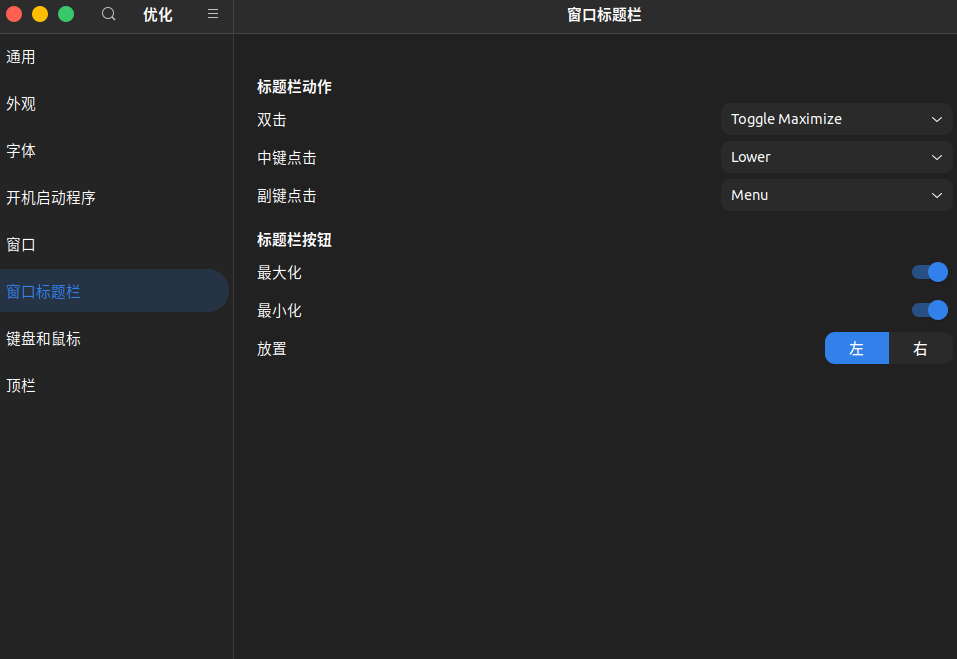 优化
窗口标题栏
通用
外观
字体
开机启动程序
窗口
窗口标题栏
键盘和鼠标
顶栏
标题栏动作
双击 Toggle Maximize
中键点击 Lower
副键点击 Menu
标题栏按钮
最大化
最小化
放置 左 右